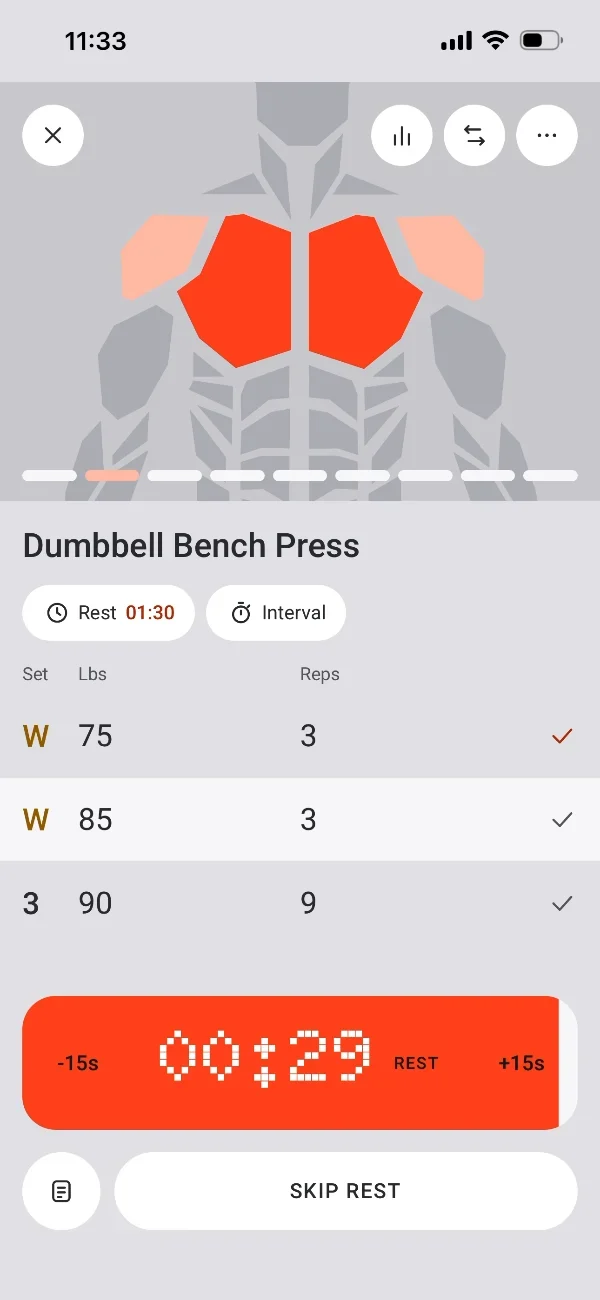 11:33
Dumbbell Bench Press
Rest 01:30 Interval
Set Lbs Reps
W 75 3
W 85 3
3 90 9
-15s 00:29 REST +15s
SKIP REST